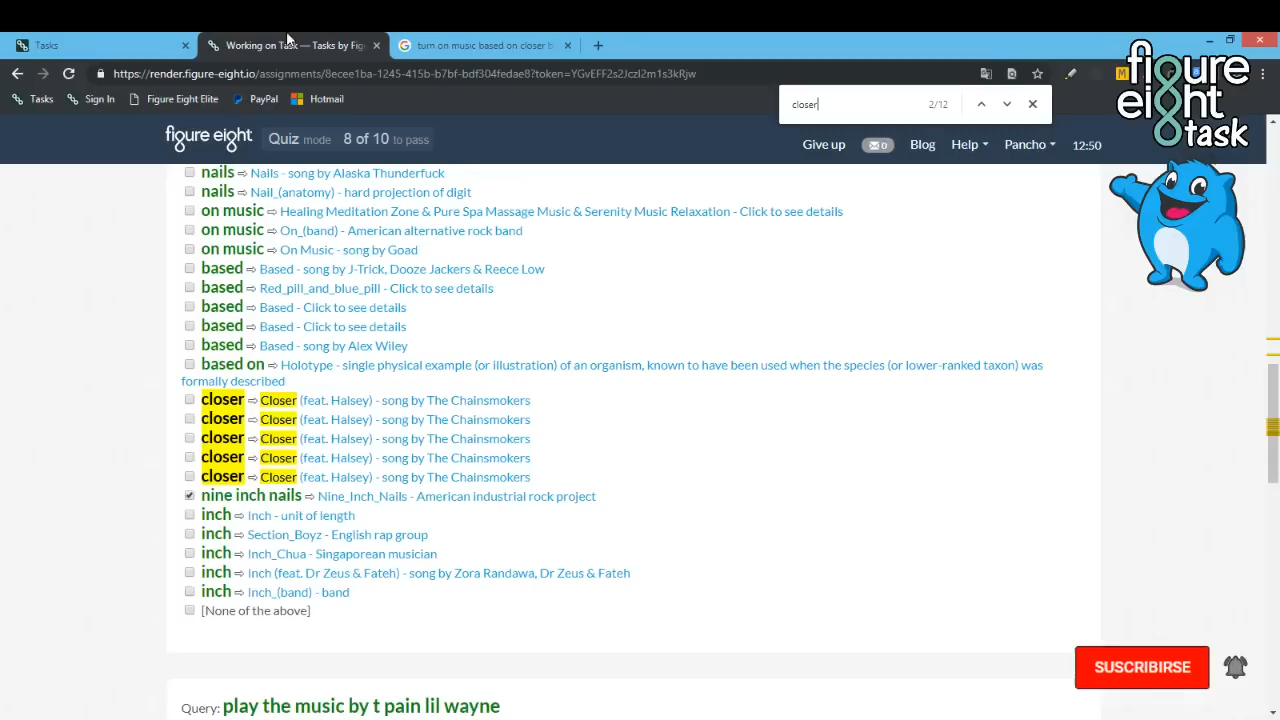 Tasks
Working on Task — Tasks by Fig
turn on music based on closer b
https://render.figure-eight.io/assignments/8ecee1ba-1245-415b-b7bf-bdf304fedae8?token=YGvEFF2s2Jczl2m1s3kRjw
Tasks
Sign In
Figure Eight Elite
PayPal
Hotmail
closer
2/12
figure eight task
figure eight
Quiz mode
8 of 10 to pass
Give up
0
Blog
Help
Pancho
12:50
nails ⇨ Nails - song by Alaska Thunderfuck
nails ⇨ Nail_(anatomy) - hard projection of digit
on music ⇨ Healing Meditation Zone & Pure Spa Massage Music & Serenity Music Relaxation - Click to see details
on music ⇨ On_(band) - American alternative rock band
on music ⇨ On Music - song by Goad
based ⇨ Based - song by J-Trick, Dooze Jackers & Reece Low
based ⇨ Red_pill_and_blue_pill - Click to see details
based ⇨ Based - Click to see details
based ⇨ Based - Click to see details
based ⇨ Based - song by Alex Wiley
based on ⇨ Holotype - single physical example (or illustration) of an organism, known to have been used when the species (or lower-ranked taxon) was
formally described
closer ⇨ Closer (feat. Halsey) - song by The Chainsmokers
closer ⇨ Closer (feat. Halsey) - song by The Chainsmokers
closer ⇨ Closer (feat. Halsey) - song by The Chainsmokers
closer ⇨ Closer (feat. Halsey) - song by The Chainsmokers
closer ⇨ Closer (feat. Halsey) - song by The Chainsmokers
nine inch nails ⇨ Nine_Inch_Nails - American industrial rock project
inch ⇨ Inch - unit of length
inch ⇨ Section_Boyz - English rap group
inch ⇨ Inch_Chua - Singaporean musician
inch ⇨ Inch (feat. Dr Zeus & Fateh) - song by Zora Randawa, Dr Zeus & Fateh
inch ⇨ Inch_(band) - band
[None of the above]
SUSCRIBIRSE
Query: play the music by t pain lil wayne